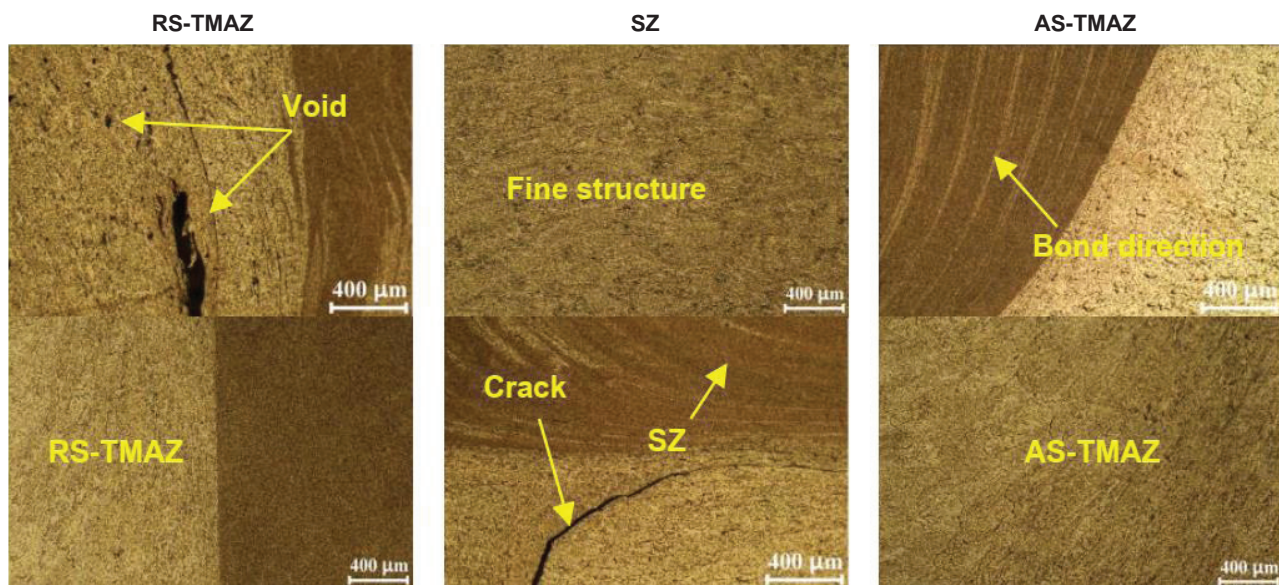 RS-TMAZ
SZ
AS-TMAZ
Void
400 μm
Fine structure
400 μm
Bond direction
400 μm
RS-TMAZ
400 μm
Crack
SZ
400 μm
AS-TMAZ
400 μm